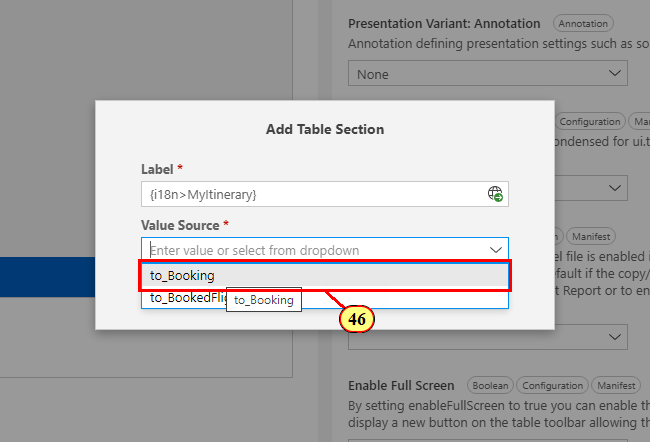 Presentation Variant: Annotation Annotation
Annotation defining presentation settings such as so
None
Add Table Section
Configuration
ondensed for ui.t
Label *
{i18n>MyItinerary}
Value Source *
Enter value or select from dropdown
Manifest
to_Booking
to_BookedFli
to_Booking
el file is enabled i
default if the copy/
t Report or to en
46
Enable Full Screen Boolean Configuration Manifest
By setting enableFullScreen to true you can enable th
display a new button on the table toolbar allowing th